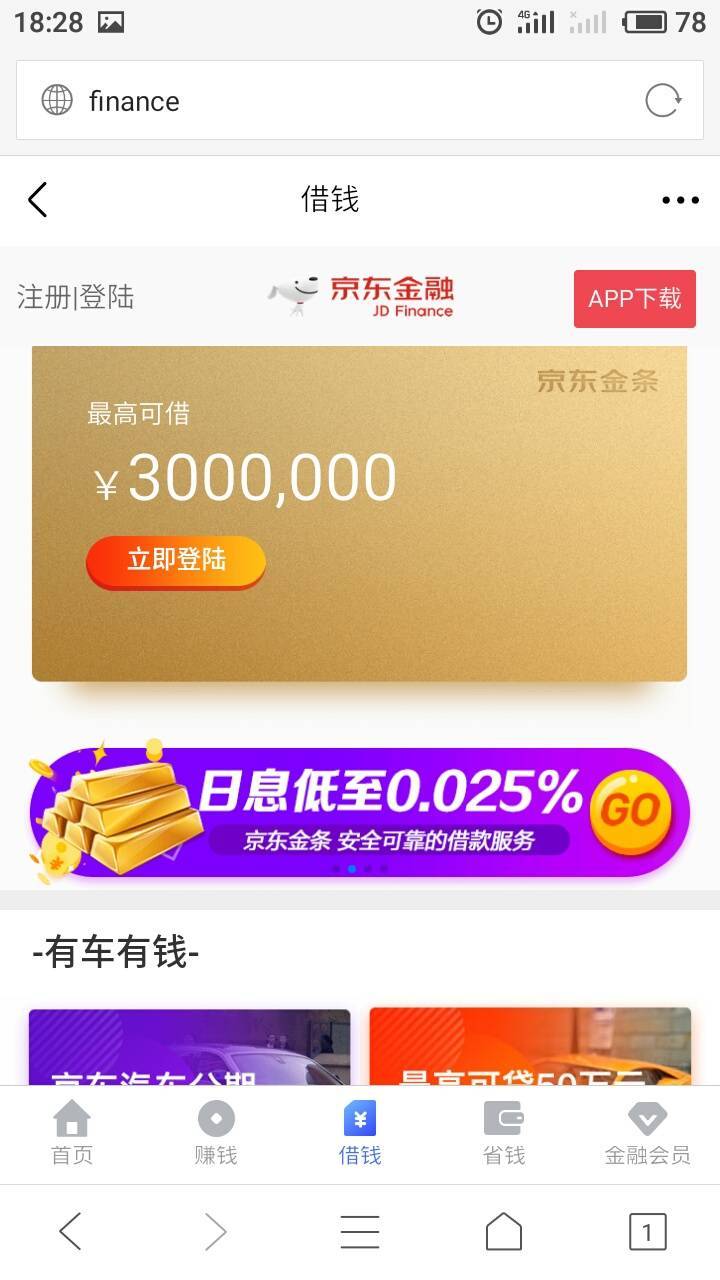 18:28
4G
78
finance
借钱
注册|登陆
京东金融
JD Finance
APP下载
京东金条
最高可借
¥3000,000
立即登陆
日息低至0.025%
GO
京东金条 安全可靠的借款服务
-有车有钱-
京东汽车分期
最高可贷50万元
首页
赚钱
借钱
省钱
金融会员
1